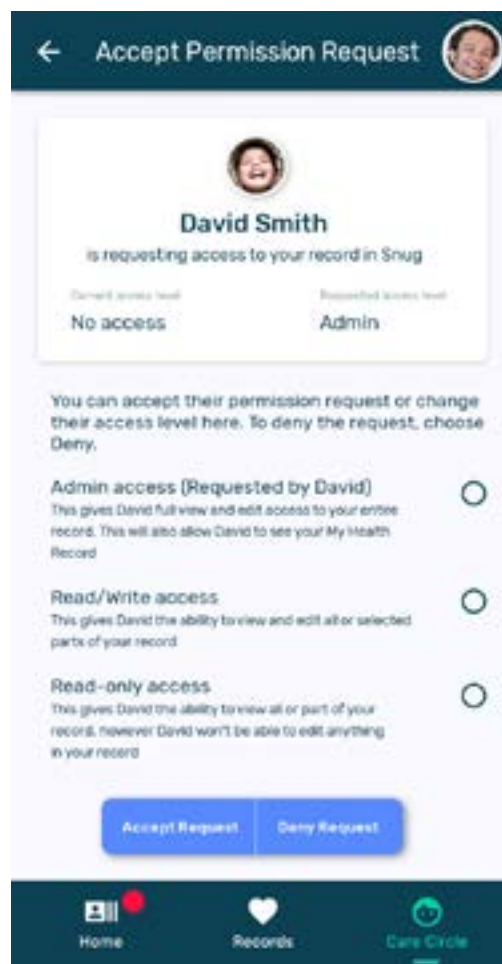 Accept Permission Request
David Smith
is requesting access to your record in Snug
Current access level
Requested access level
No access
Admin
You can accept their permission request or change
their access level here. To deny the request, choose
Deny.
Admin access (Requested by David)
This gives David full view and edit access to your entire
record. This will also allow David to see your My Health
Record
Read/Write access
This gives David the ability to view and edit all or selected
parts of your record
Read-only access
This gives David the ability to view all or part of your
record, however David won't be able to edit anything
in your record
Accept Request
Deny Request
Home
Records
Care Circle